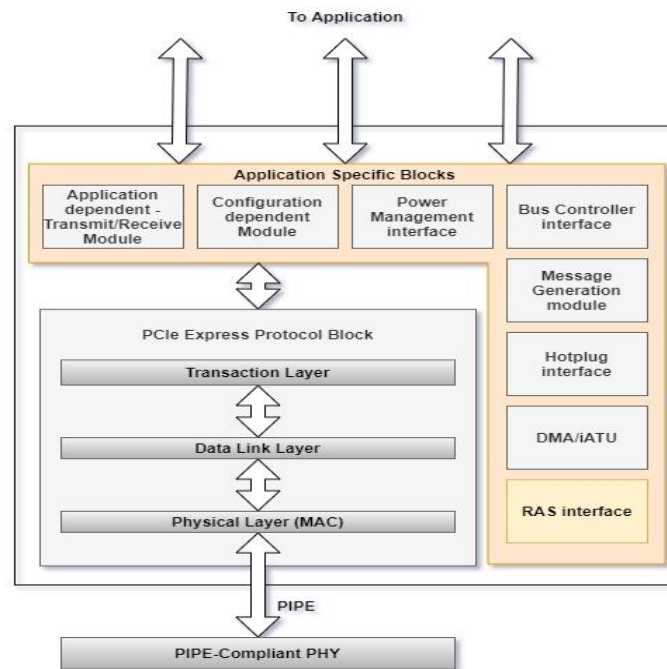 To Application
Application Specific Blocks
Application
dependent -
Transmit/Receive
Module
Configuration
dependent
Module
Power
Management
interface
Bus Controller
interface
Message
Generation
module
Hotplug
interface
DMA/iATU
RAS interface
PCIe Express Protocol Block
Transaction Layer
Data Link Layer
Physical Layer (MAC)
PIPE
PIPE-Compliant PHY